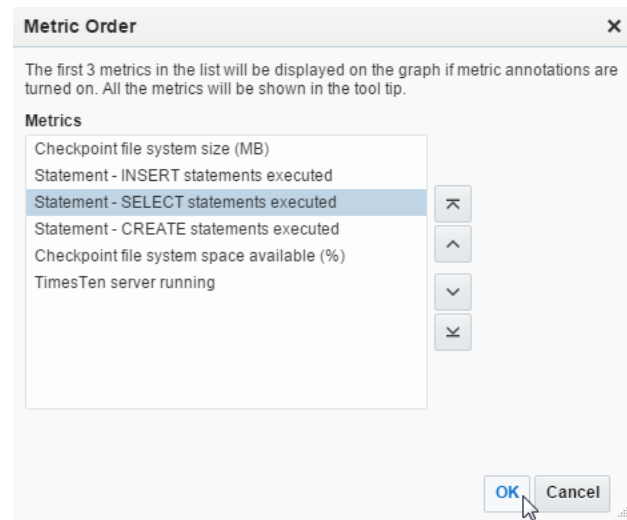 Metric Order
The first 3 metrics in the list will be displayed on the graph if metric annotations are
turned on. All the metrics will be shown in the tool tip.
Metrics
Checkpoint file system size (MB)
Statement - INSERT statements executed
Statement - SELECT statements executed
Statement - CREATE statements executed
Checkpoint file system space available (%)
TimesTen server running
OK Cancel